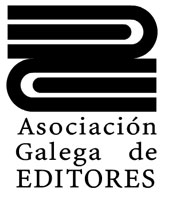 Asociación
Galega de
EDITORES